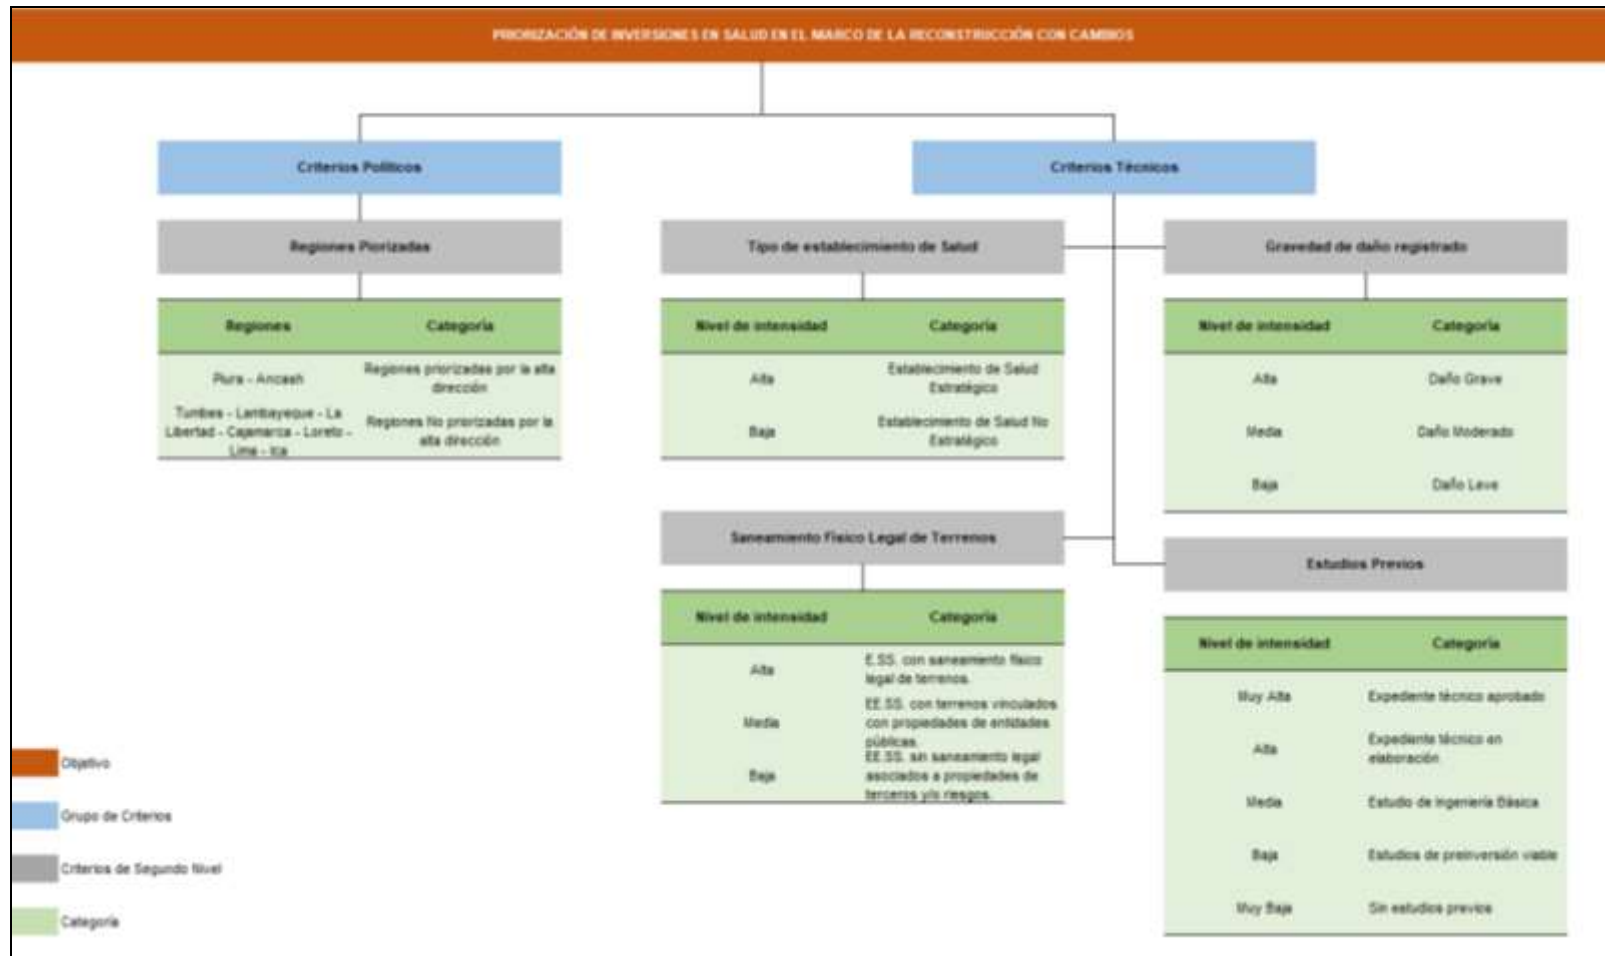 PRIORIZACIÓN DE INVERSIONES EN SALUD EN EL MARCO DE LA RECONSTRUCCIÓN CON CAMBIOS
Criterios Políticos
Criterios Técnicos
Regiones Piorizadas
Tipo de establecimiento de Salud
Gravedad de daño registrado
Regiones
Categoría
Piura - Ancash
Regiones priorizadas por la alta
dirección
Tumbes - Lambayeque - La
Libertad - Cajamarca - Loreto -
Lima - Ica
Regiones No priorizadas por la
alta dirección
Nivel de intensidad
Categoría
Alta
Establecimiento de Salud
Estratégico
Baja
Establecimiento de Salud No
Estratégico
Nivel de intensidad
Categoría
Alta
Daño Grave
Media
Daño Moderado
Baja
Daño Leve
Saneamiento Físico Legal de Terrenos
Nivel de intensidad
Categoría
Alta
E.SS. con saneamiento físico
legal de terrenos.
Media
EE.SS. con terrenos vinculados
con propiedades de entidades
públicas.
Baja
EE.SS. sin saneamiento legal
asociados a propiedades de
terceros y/o riesgos.
Estudios Previos
Nivel de intensidad
Categoría
Muy Alta
Expediente técnico aprobado
Alta
Expediente técnico en
elaboración
Media
Estudio de Ingeniería Básica
Baja
Estudios de preinversión viable
Muy Baja
Sin estudios previos
Objetivo
Grupo de Criterios
Criterios de Segundo Nivel
Categoría